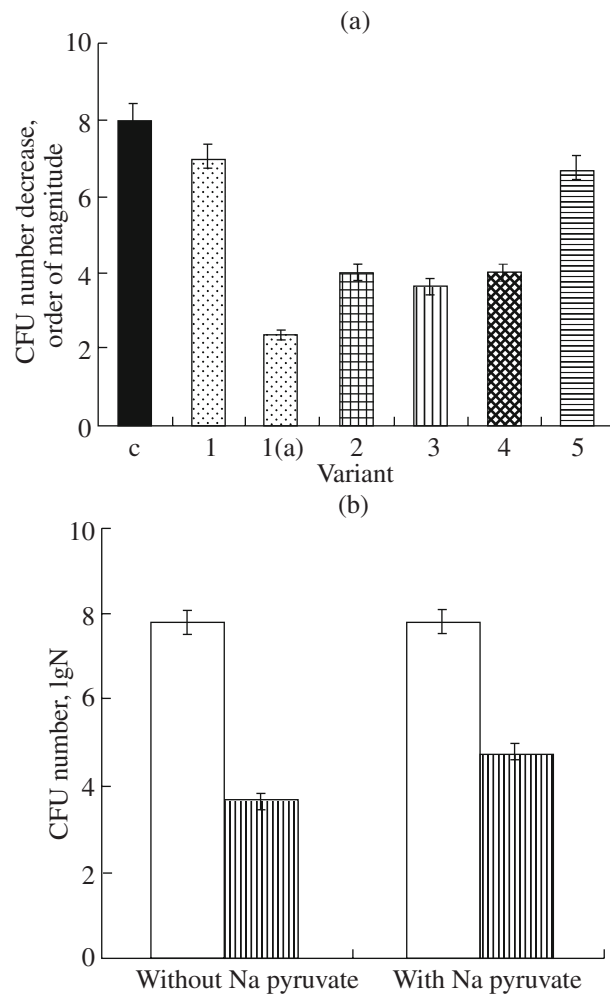 (a)
CFU number decrease,
order of magnitude
10
8
6
4
2
0
c 1 1(a) 2 3 4 5
Variant
(b)
CFU number, lgN
10
8
6
4
2
0
Without Na pyruvate With Na pyruvate